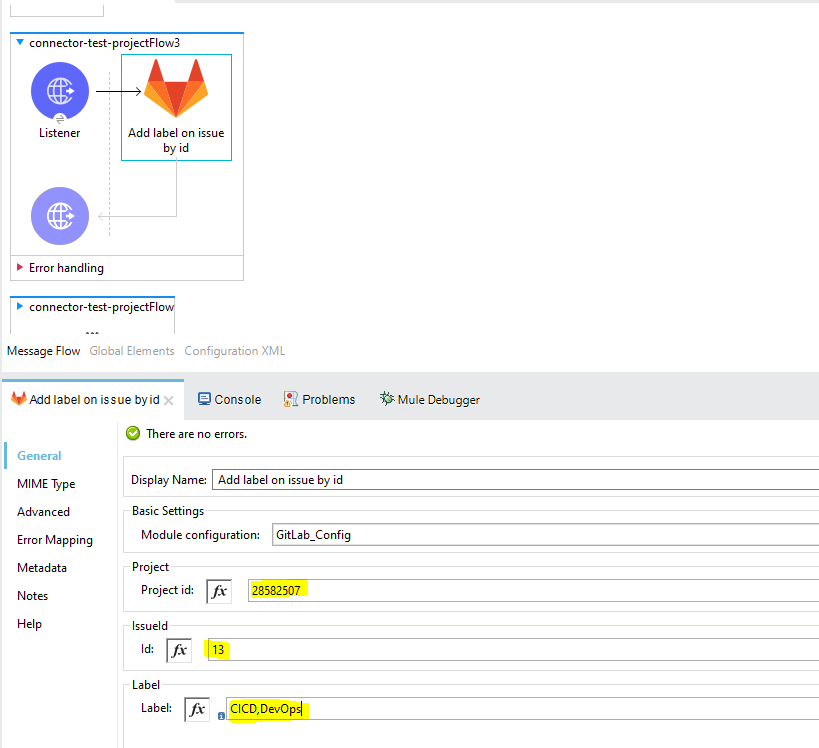 connector-test-projectFlow3
Listener
Add label on issue
by id
Error handling
connector-test-projectFlow
Message Flow Global Elements Configuration XML
Add label on issue by id Console Problems Mule Debugger
There are no errors.
General
MIME Type
Advanced
Error Mapping
Metadata
Notes
Help
Display Name: Add label on issue by id
Basic Settings
Module configuration: GitLab_Config
Project
Project id: fx 28582507
IssueId
Id: fx 13
Label
Label: fx CICD,DevOps